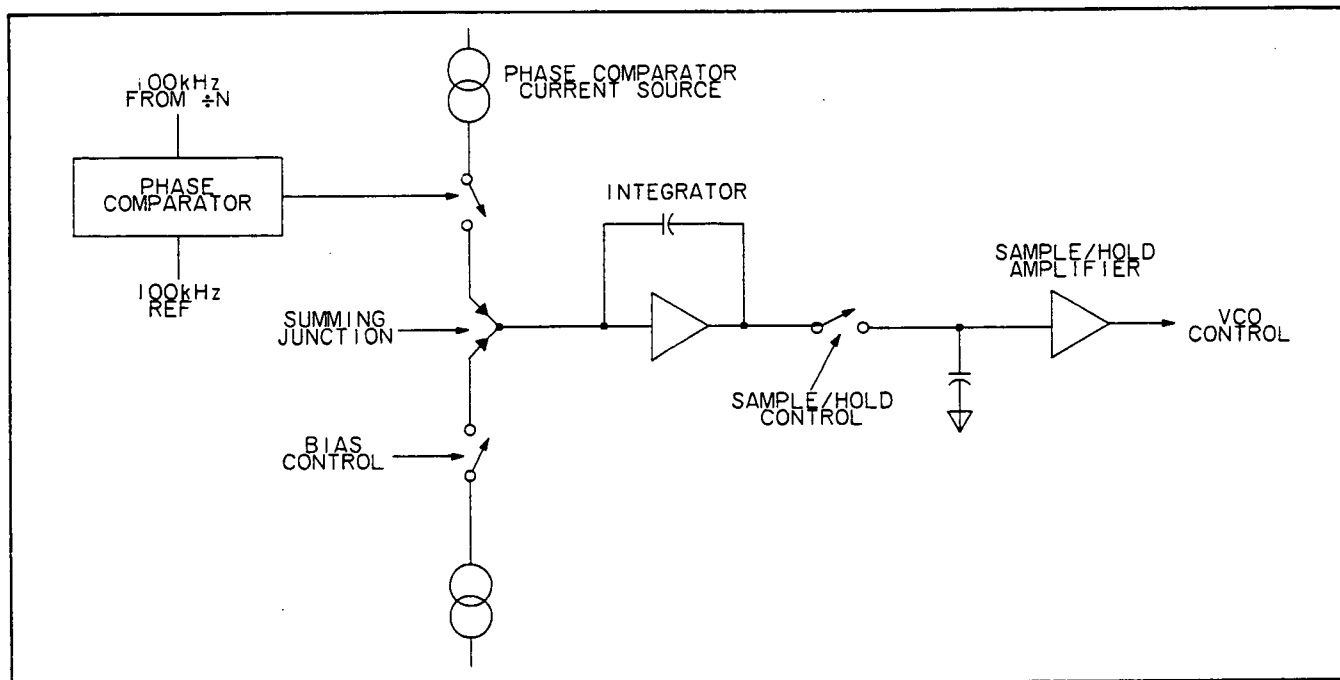 100kHz
FROM ÷N
PHASE
COMPARATOR
100kHz
REF
PHASE COMPARATOR
CURRENT SOURCE
INTEGRATOR
SUMMING
JUNCTION
SAMPLE/HOLD
AMPLIFIER
VCO
CONTROL
SAMPLE/HOLD
CONTROL
BIAS
CONTROL